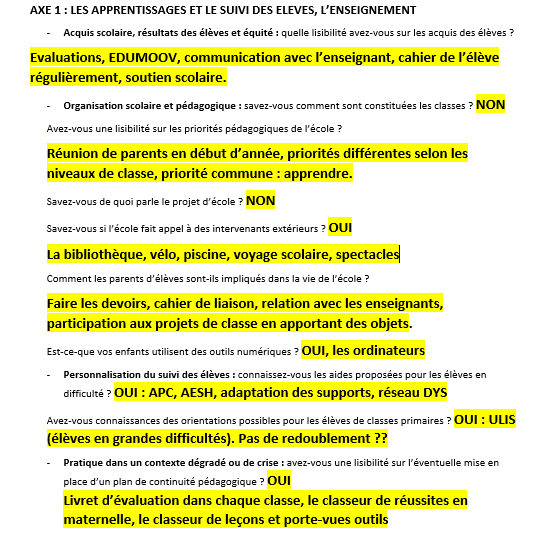 AXE 1 : LES APPRENTISSAGES ET LE SUIVI DES ELEVES, L'ENSEIGNEMENT
- Acquis scolaire, résultats des élèves et équité : quelle lisibilité avez-vous sur les acquis des élèves ?
Evaluations, EDUMOOV, communication avec l'enseignant, cahier de l'élève
régulièrement, soutien scolaire.
- Organisation scolaire et pédagogique : savez-vous comment sont constituées les classes ? NON
Avez-vous une lisibilité sur les priorités pédagogiques de l'école ?
Réunion de parents en début d'année, priorités différentes selon les
niveaux de classe, priorité commune : apprendre.
Savez-vous de quoi parle le projet d'école ? NON
Savez-vous si l'école fait appel à des intervenants extérieurs ? OUI
La bibliothèque, vélo, piscine, voyage scolaire, spectacles
Comment les parents d'élèves sont-ils impliqués dans la vie de l'école ?
Faire les devoirs, cahier de liaison, relation avec les enseignants,
participation aux projets de classe en apportant des objets.
Est-ce-que vos enfants utilisent des outils numériques ? OUI, les ordinateurs
- Personnalisation du suivi des élèves : connaissez-vous les aides proposées pour les élèves en
difficulté ? OUI : APC, AESH, adaptation des supports, réseau DYS
Avez-vous connaissances des orientations possibles pour les élèves de classes primaires ? OUI : ULIS
(élèves en grandes difficultés). Pas de redoublement ??
- Pratique dans un contexte dégradé ou de crise : avez-vous une lisibilité sur l'éventuelle mise en
place d'un plan de continuité pédagogique ? OUI
Livret d'évaluation dans chaque classe, le classeur de réussites en
maternelle, le classeur de leçons et porte-vues outils